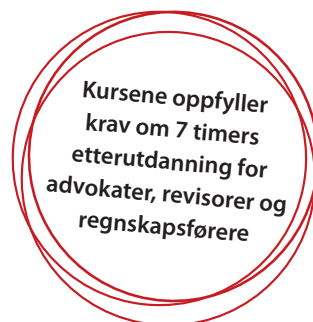 Kursene oppfyller
krav om 7 timers
etterutdanning for
advokater, revisorer og
regnskapsførere